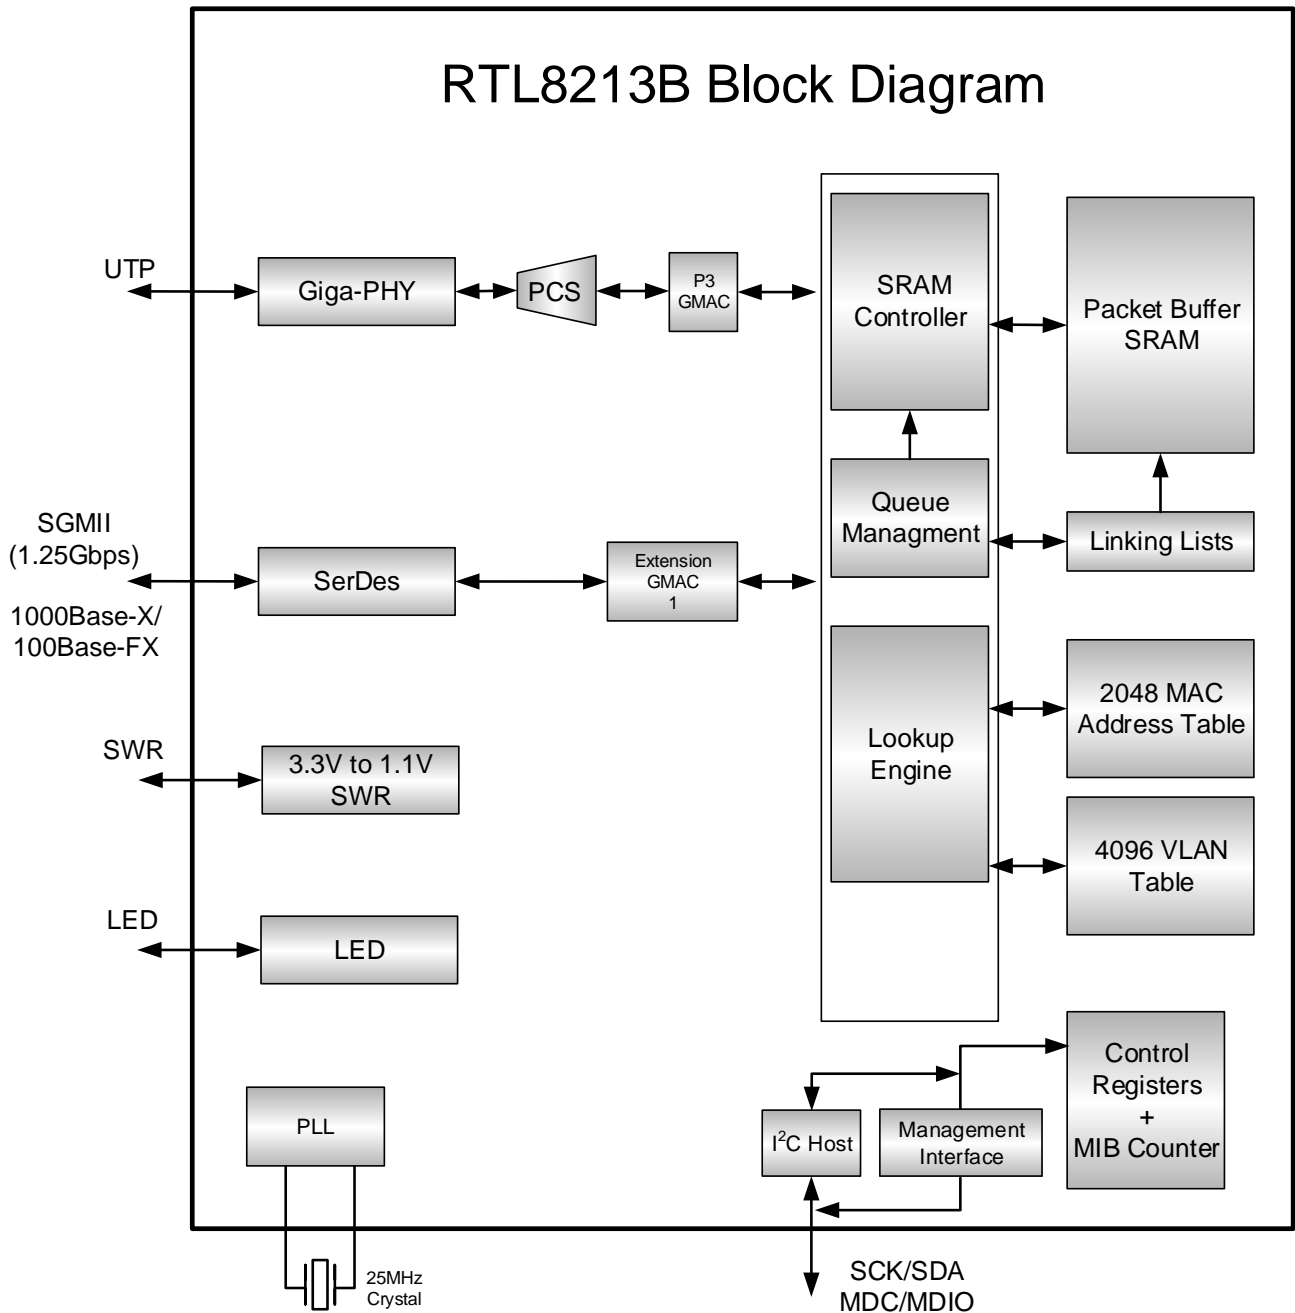 RTL8213B Block Diagram
UTP
Giga-PHY
PCS
P3
GMAC
SRAM
Controller
Packet Buffer
SRAM
Queue
Managment
Linking Lists
SGMII
(1.25Gbps)
1000Base-X/
100Base-FX
SerDes
Extension
GMAC
1
Lookup
Engine
2048 MAC
Address Table
4096 VLAN
Table
SWR
3.3V to 1.1V
SWR
LED
LED
PLL
25MHz
Crystal
I²C Host
Management
Interface
Control
Registers
+
MIB Counter
SCK/SDA
MDC/MDIO